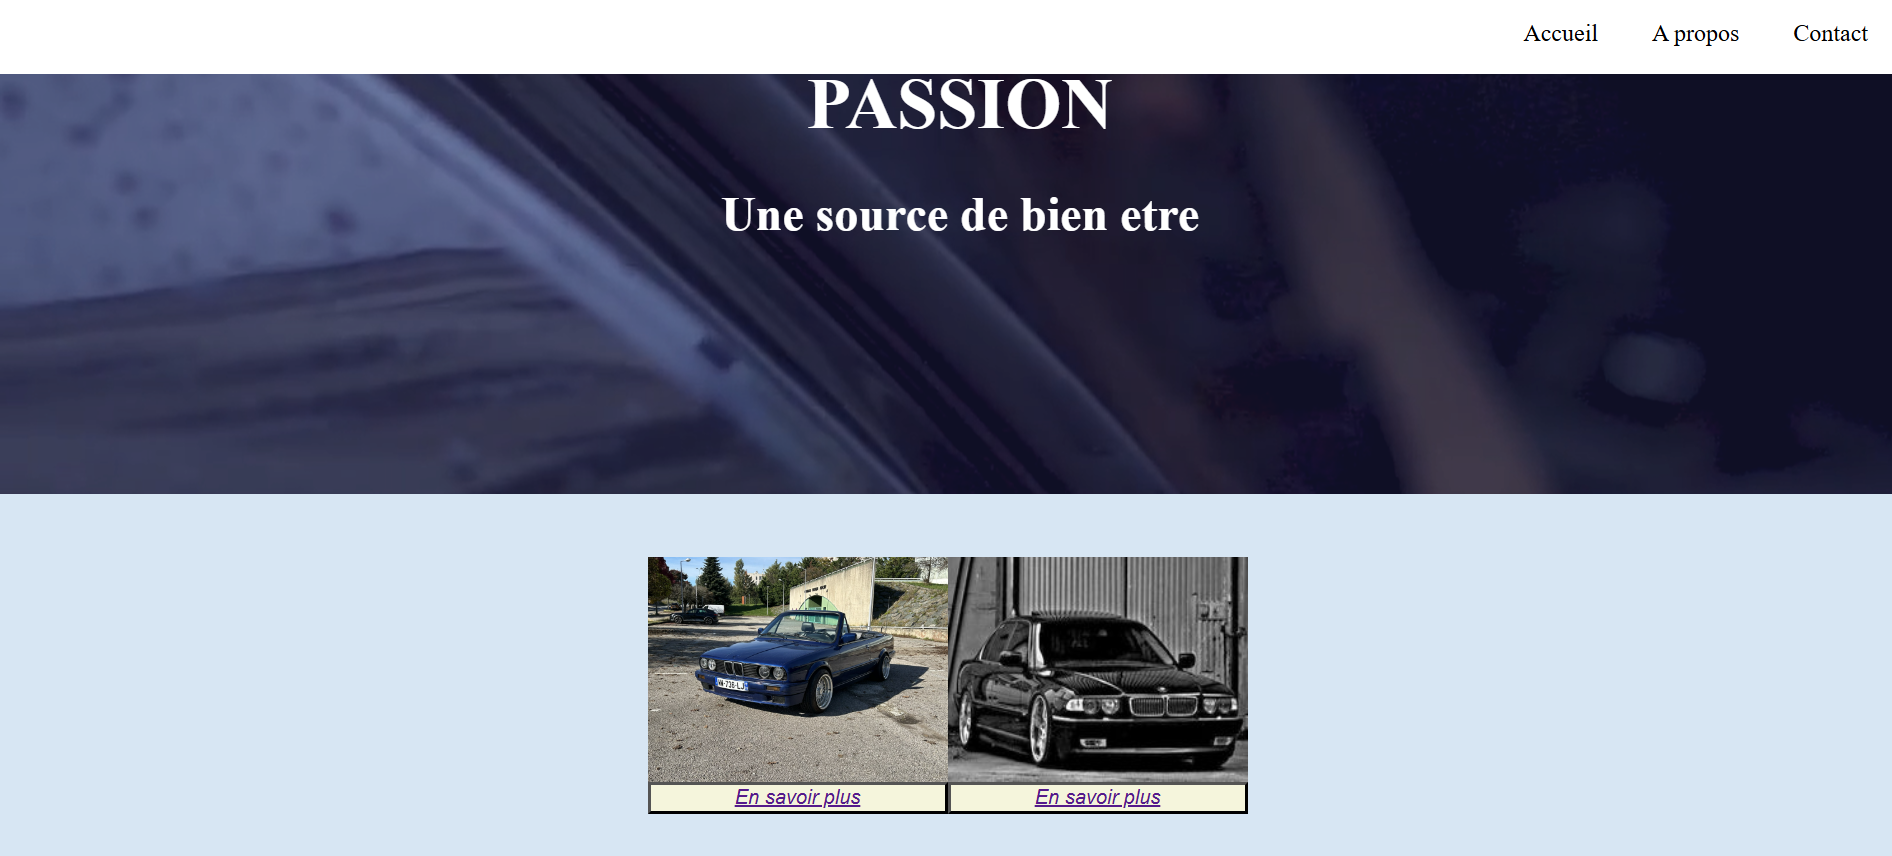 Accueil A propos Contact
PASSION
Une source de bien etre
En savoir plus En savoir plus